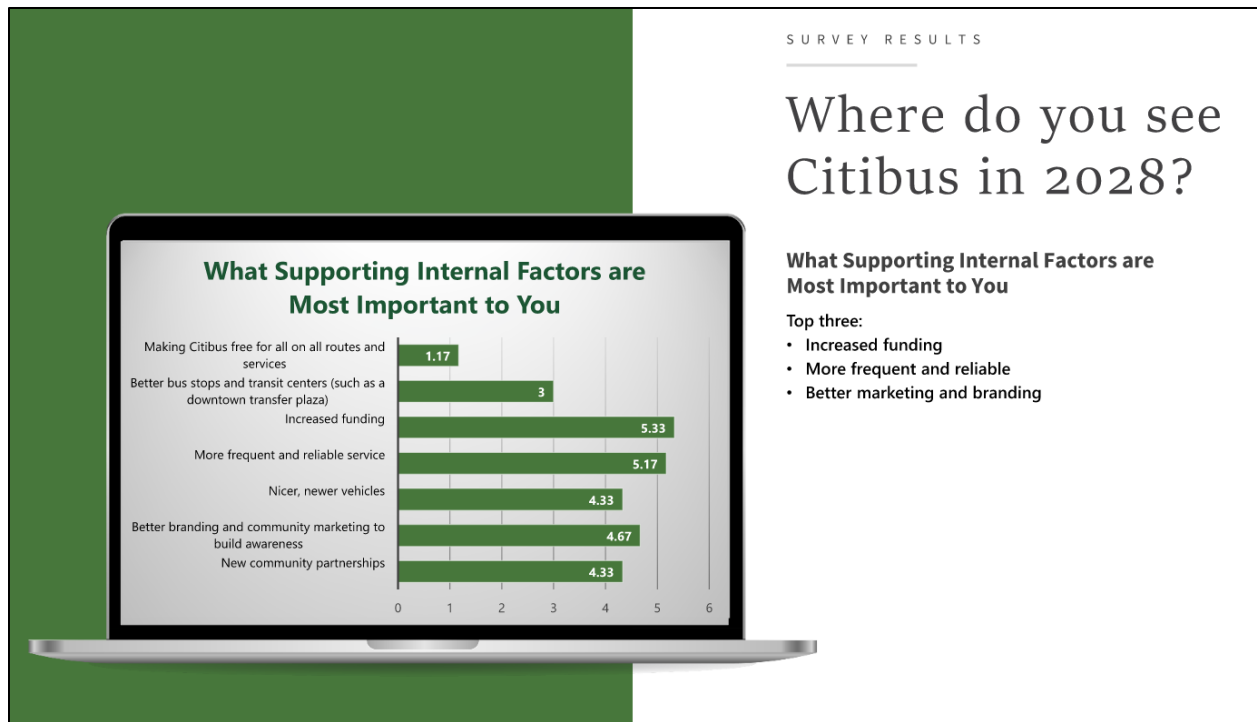 SURVEY RESULTS
Where do you see
Citibus in 2028?
What Supporting Internal Factors are
Most Important to You
Top three:
• Increased funding
• More frequent and reliable
• Better marketing and branding
What Supporting Internal Factors are
Most Important to You
Making Citibus free for all on all routes and
services
1.17
Better bus stops and transit centers (such as a
downtown transfer plaza)
3
Increased funding
5.33
More frequent and reliable service
5.17
Nicer, newer vehicles
4.33
Better branding and community marketing to
build awareness
4.67
New community partnerships
4.33
0 1 2 3 4 5 6